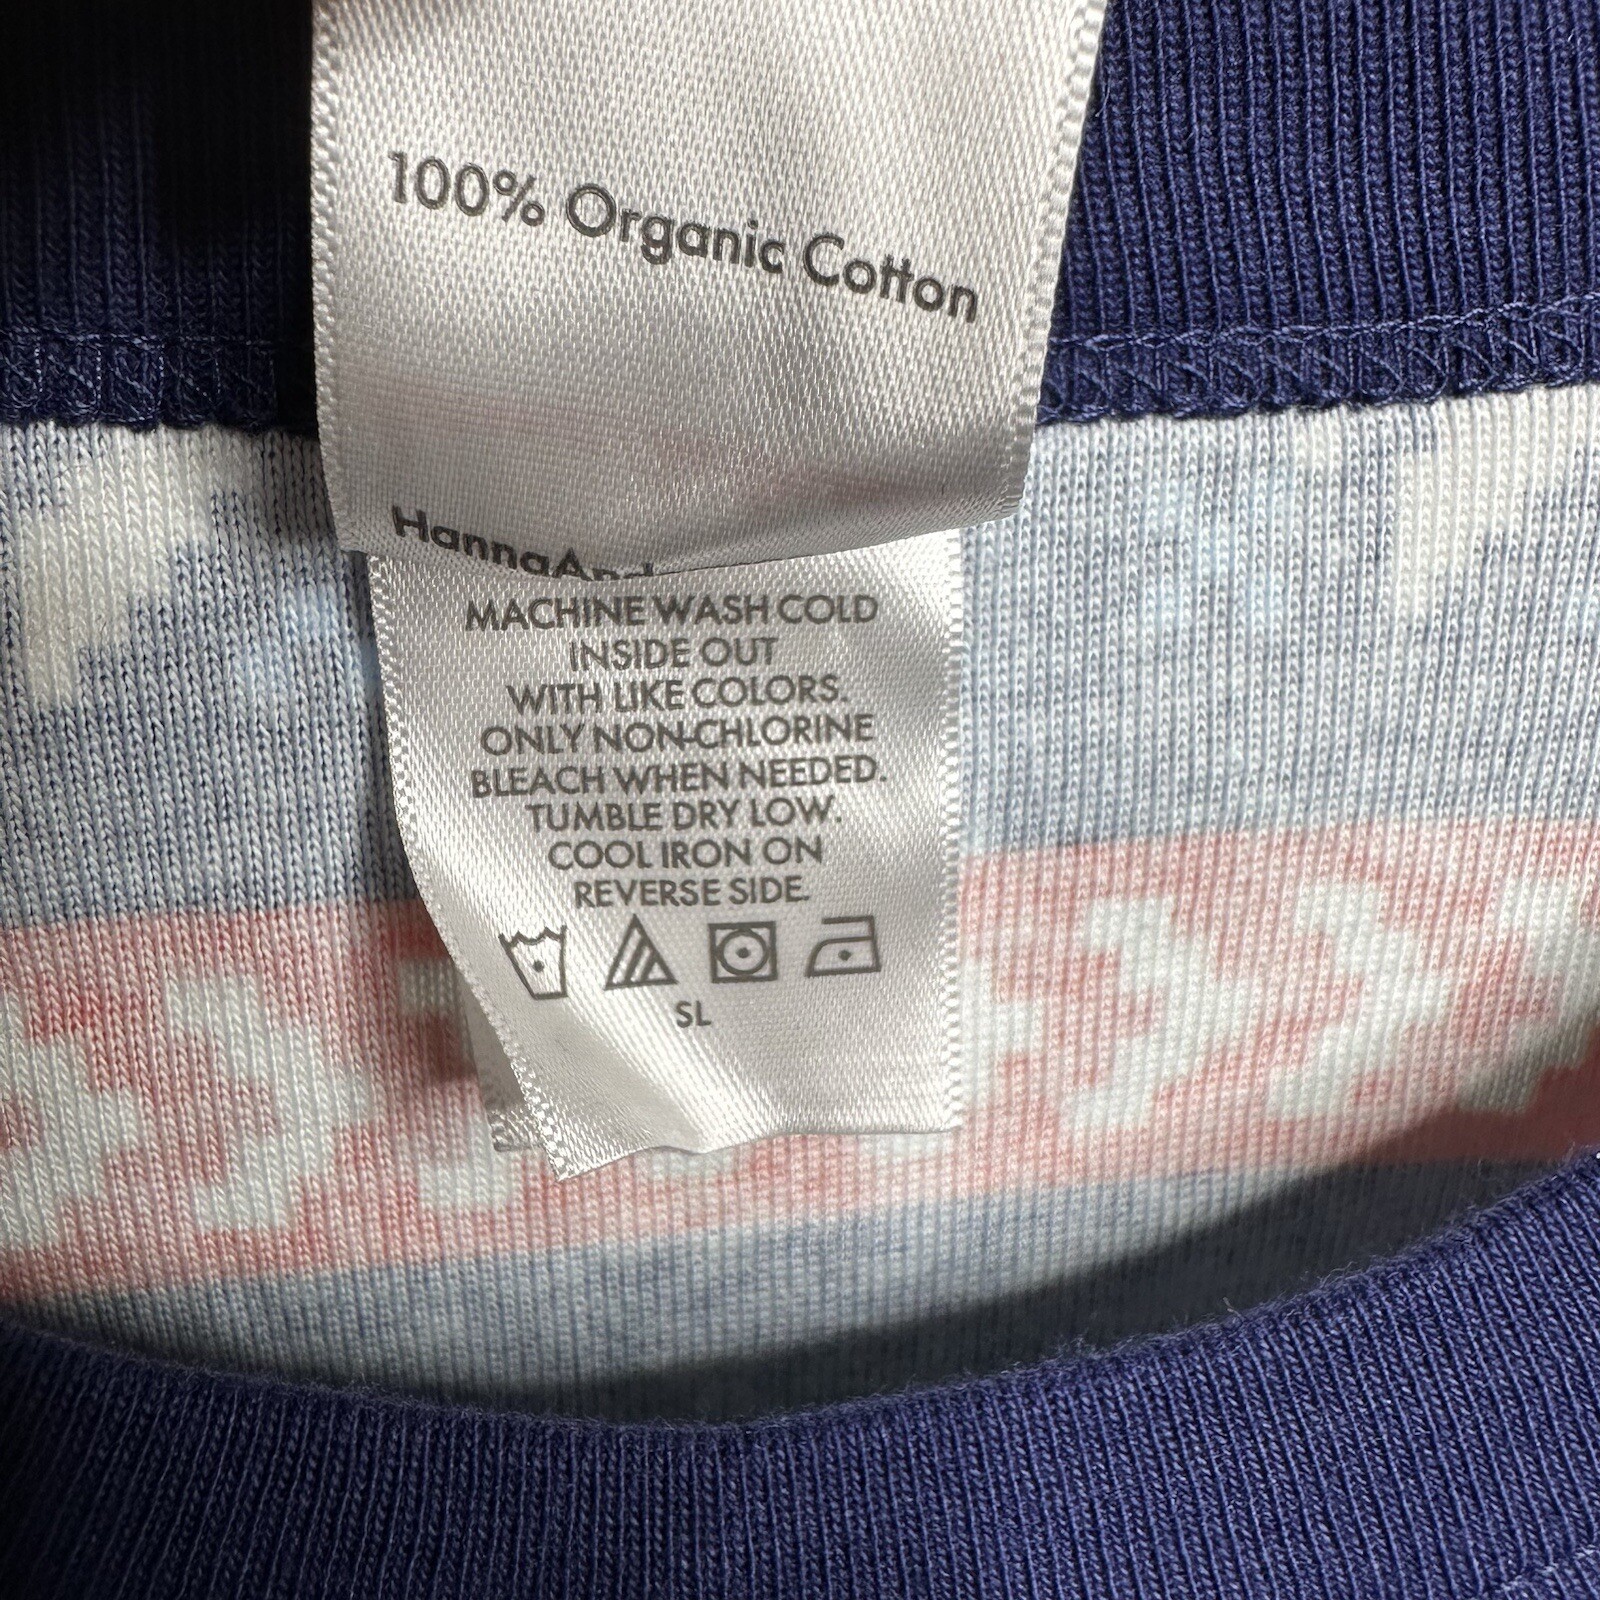 100% Organic Cotton
HannaAnd
MACHINE WASH COLD
INSIDE OUT
WITH LIKE COLORS.
ONLY NON-CHLORINE
BLEACH WHEN NEEDED.
TUMBLE DRY LOW.
COOL IRON ON
REVERSE SIDE.
SL